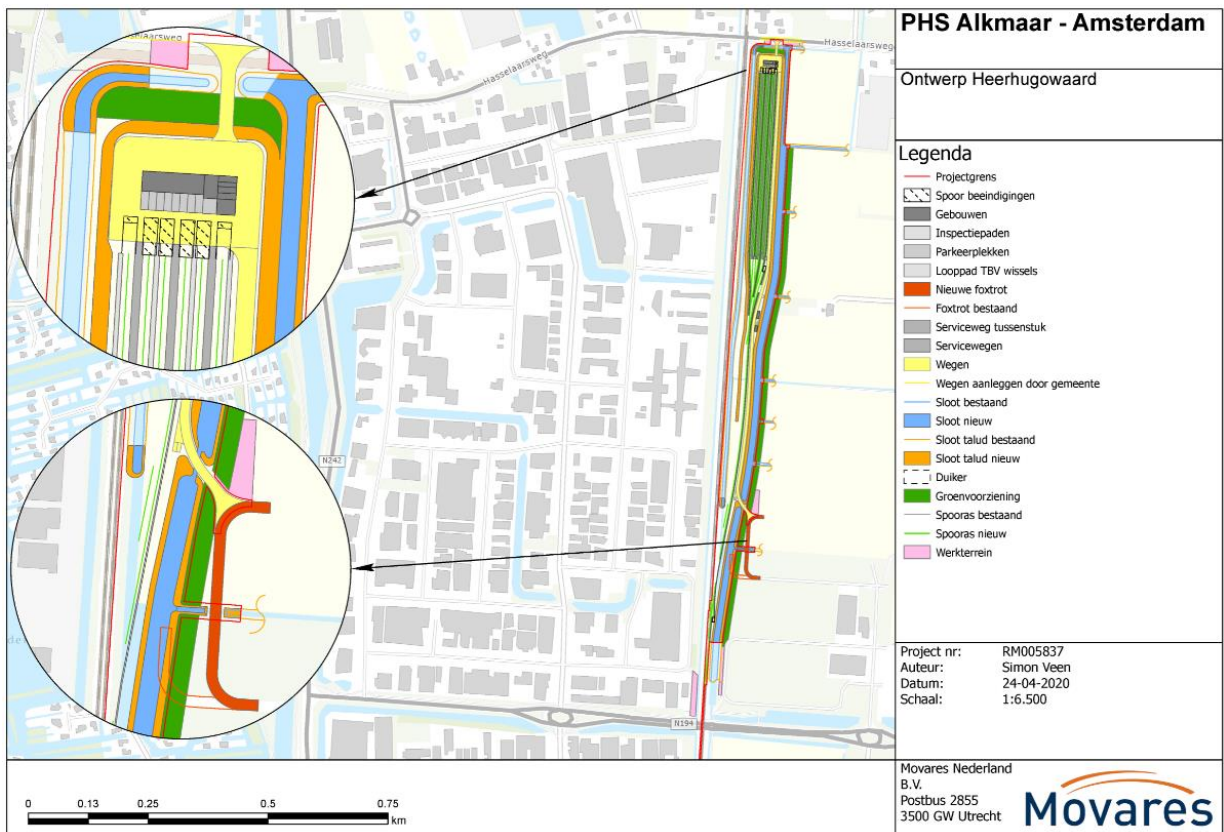 Hasselaarsweg
Hasselaarsweg
N242
N194
0 0.13 0.25 0.5 0.75
km
PHS Alkmaar - Amsterdam
Ontwerp Heerhugowaard
Legenda
Projectgrens
Spoor beeindigingen
Gebouwen
Inspectiepaden
Parkeerplekken
Looppad TBV wissels
Nieuwe foxtrot
Foxtrot bestaand
Serviceweg tussenstuk
Servicewegen
Wegen
Wegen aanleggen door gemeente
Sloot bestaand
Sloot nieuw
Sloot talud bestaand
Sloot talud nieuw
Duiker
Groenvoorziening
Spooras bestaand
Spooras nieuw
Werkterrein
Project nr: RM005837
Auteur: Simon Veen
Datum: 24-04-2020
Schaal: 1:6.500
Movares Nederland
B.V.
Postbus 2855
3500 GW Utrecht
Movares